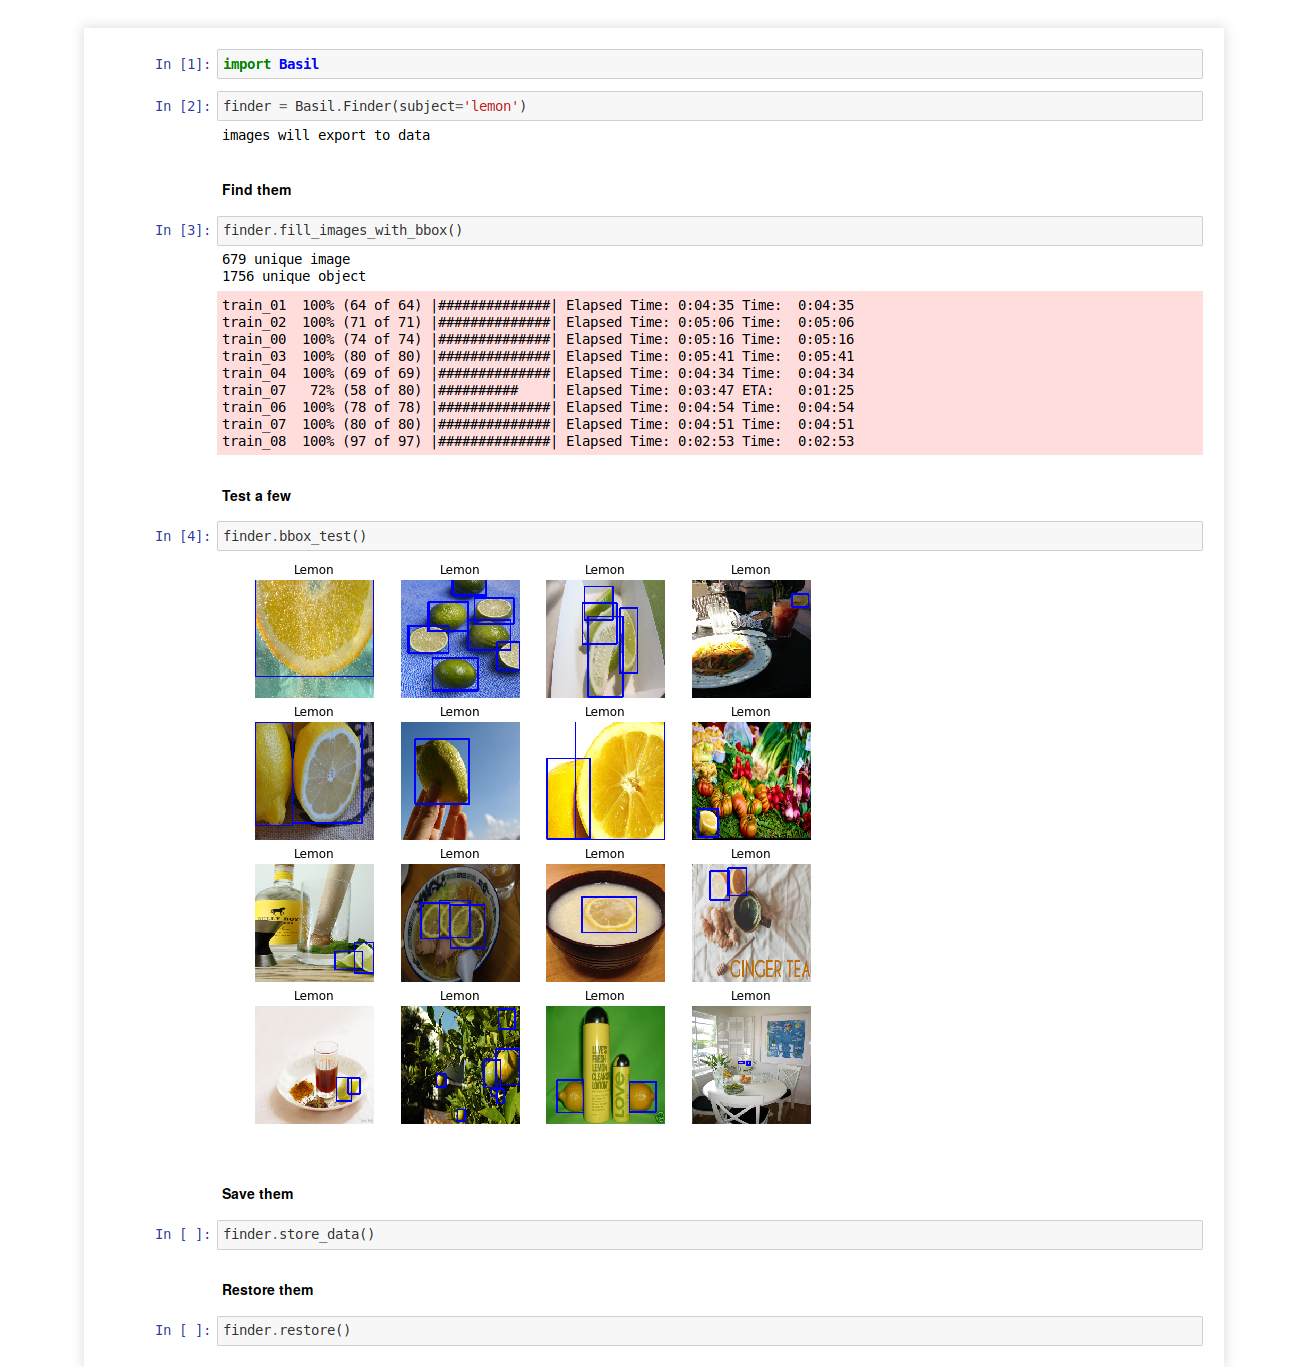 In [1]: import Basil
In [2]: finder = Basil.Finder(subject='lemon')
images will export to data
Find them
In [3]: finder.fill_images_with_bbox()
679 unique image
1756 unique object
train_01  100% (64 of 64) |##############| Elapsed Time: 0:04:35 Time:  0:04:35
train_02  100% (71 of 71) |##############| Elapsed Time: 0:05:06 Time:  0:05:06
train_00  100% (74 of 74) |##############| Elapsed Time: 0:05:16 Time:  0:05:16
train_03  100% (80 of 80) |##############| Elapsed Time: 0:05:41 Time:  0:05:41
train_04  100% (69 of 69) |##############| Elapsed Time: 0:04:34 Time:  0:04:34
train_07   72% (58 of 80) |##########    | Elapsed Time: 0:03:47 ETA:   0:01:25
train_06  100% (78 of 78) |##############| Elapsed Time: 0:04:54 Time:  0:04:54
train_07  100% (80 of 80) |##############| Elapsed Time: 0:04:51 Time:  0:04:51
train_08  100% (97 of 97) |##############| Elapsed Time: 0:02:53 Time:  0:02:53
Test a few
In [4]: finder.bbox_test()
Lemon Lemon Lemon Lemon
Lemon Lemon Lemon Lemon
Lemon Lemon Lemon Lemon
GINGER TEA
Lemon Lemon Lemon Lemon
LOVE'S
FRESH
LEMON
LOVE
Save them
In [ ]: finder.store_data()
Restore them
In [ ]: finder.restore()